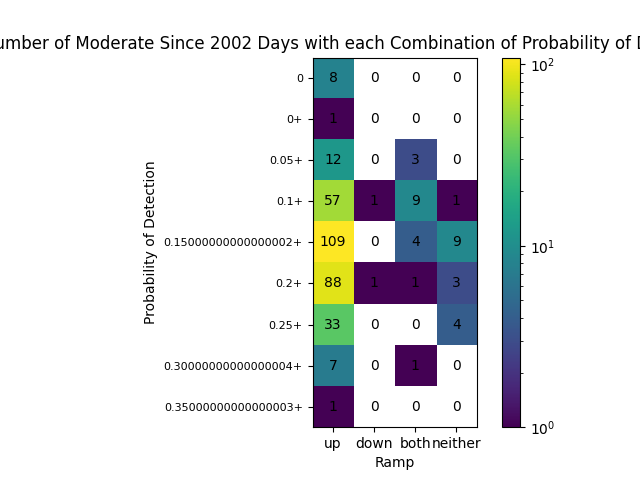 umber of Moderate Since 2002 Days with each Combination of Probability of D
0 8 0 0 0
0+ 1 0 0 0
0.05+ 12 0 3 0
0.1+ 57 1 9 1
0.15000000000000002+ 109 0 4 9
0.2+ 88 1 1 3
0.25+ 33 0 0 4
0.30000000000000004+ 7 0 1 0
0.35000000000000003+ 1 0 0 0
up down both neither
Ramp
Probability of Detection
10²
10¹
10⁰